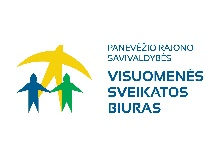 PANEVĖŽIO RAJONO
SAVIVALDYBĖS
VISUOMENĖS
SVEIKATOS
BIURAS